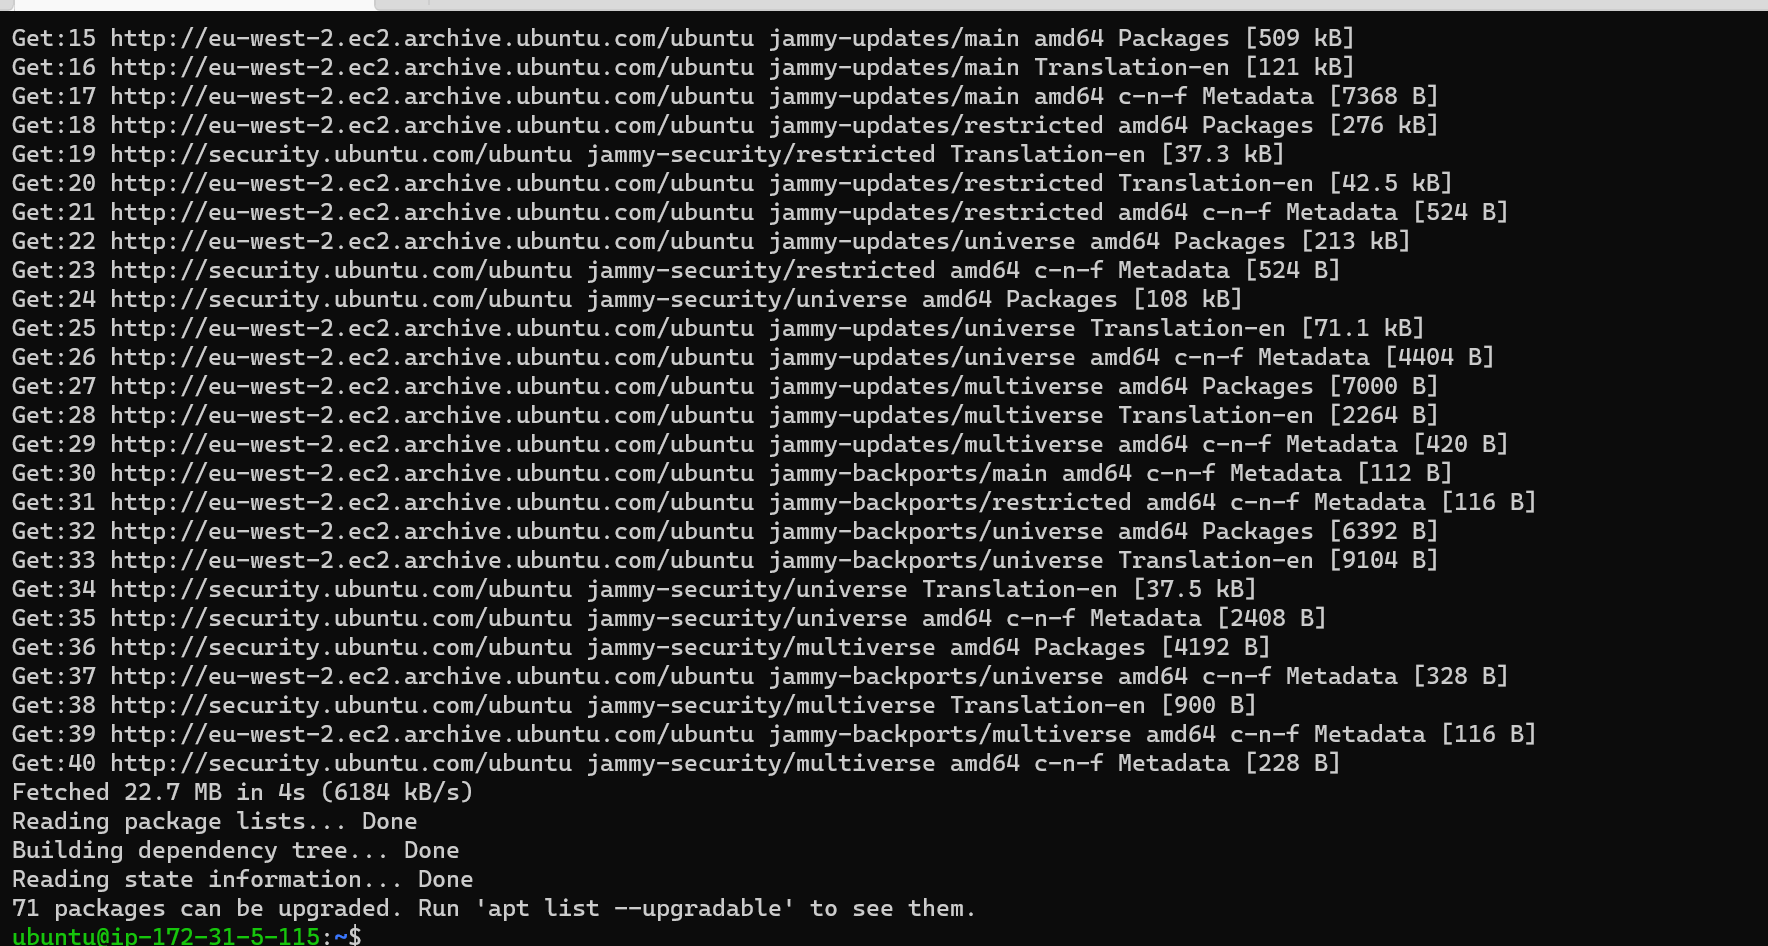 Get:15 http://eu-west-2.ec2.archive.ubuntu.com/ubuntu jammy-updates/main amd64 Packages [509 kB]
Get:16 http://eu-west-2.ec2.archive.ubuntu.com/ubuntu jammy-updates/main Translation-en [121 kB]
Get:17 http://eu-west-2.ec2.archive.ubuntu.com/ubuntu jammy-updates/main amd64 c-n-f Metadata [7368 B]
Get:18 http://eu-west-2.ec2.archive.ubuntu.com/ubuntu jammy-updates/restricted amd64 Packages [276 kB]
Get:19 http://security.ubuntu.com/ubuntu jammy-security/restricted Translation-en [37.3 kB]
Get:20 http://eu-west-2.ec2.archive.ubuntu.com/ubuntu jammy-updates/restricted Translation-en [42.5 kB]
Get:21 http://eu-west-2.ec2.archive.ubuntu.com/ubuntu jammy-updates/restricted amd64 c-n-f Metadata [524 B]
Get:22 http://eu-west-2.ec2.archive.ubuntu.com/ubuntu jammy-updates/universe amd64 Packages [213 kB]
Get:23 http://security.ubuntu.com/ubuntu jammy-security/restricted amd64 c-n-f Metadata [524 B]
Get:24 http://security.ubuntu.com/ubuntu jammy-security/universe amd64 Packages [108 kB]
Get:25 http://eu-west-2.ec2.archive.ubuntu.com/ubuntu jammy-updates/universe Translation-en [71.1 kB]
Get:26 http://eu-west-2.ec2.archive.ubuntu.com/ubuntu jammy-updates/universe amd64 c-n-f Metadata [4404 B]
Get:27 http://eu-west-2.ec2.archive.ubuntu.com/ubuntu jammy-updates/multiverse amd64 Packages [7000 B]
Get:28 http://eu-west-2.ec2.archive.ubuntu.com/ubuntu jammy-updates/multiverse Translation-en [2264 B]
Get:29 http://eu-west-2.ec2.archive.ubuntu.com/ubuntu jammy-updates/multiverse amd64 c-n-f Metadata [420 B]
Get:30 http://eu-west-2.ec2.archive.ubuntu.com/ubuntu jammy-backports/main amd64 c-n-f Metadata [112 B]
Get:31 http://eu-west-2.ec2.archive.ubuntu.com/ubuntu jammy-backports/restricted amd64 c-n-f Metadata [116 B]
Get:32 http://eu-west-2.ec2.archive.ubuntu.com/ubuntu jammy-backports/universe amd64 Packages [6392 B]
Get:33 http://eu-west-2.ec2.archive.ubuntu.com/ubuntu jammy-backports/universe Translation-en [9104 B]
Get:34 http://security.ubuntu.com/ubuntu jammy-security/universe Translation-en [37.5 kB]
Get:35 http://security.ubuntu.com/ubuntu jammy-security/universe amd64 c-n-f Metadata [2408 B]
Get:36 http://security.ubuntu.com/ubuntu jammy-security/multiverse amd64 Packages [4192 B]
Get:37 http://eu-west-2.ec2.archive.ubuntu.com/ubuntu jammy-backports/universe amd64 c-n-f Metadata [328 B]
Get:38 http://security.ubuntu.com/ubuntu jammy-security/multiverse Translation-en [900 B]
Get:39 http://eu-west-2.ec2.archive.ubuntu.com/ubuntu jammy-backports/multiverse amd64 c-n-f Metadata [116 B]
Get:40 http://security.ubuntu.com/ubuntu jammy-security/multiverse amd64 c-n-f Metadata [228 B]
Fetched 22.7 MB in 4s (6184 kB/s)
Reading package lists... Done
Building dependency tree... Done
Reading state information... Done
71 packages can be upgraded. Run 'apt list --upgradable' to see them.
ubuntu@ip-172-31-5-115:~$